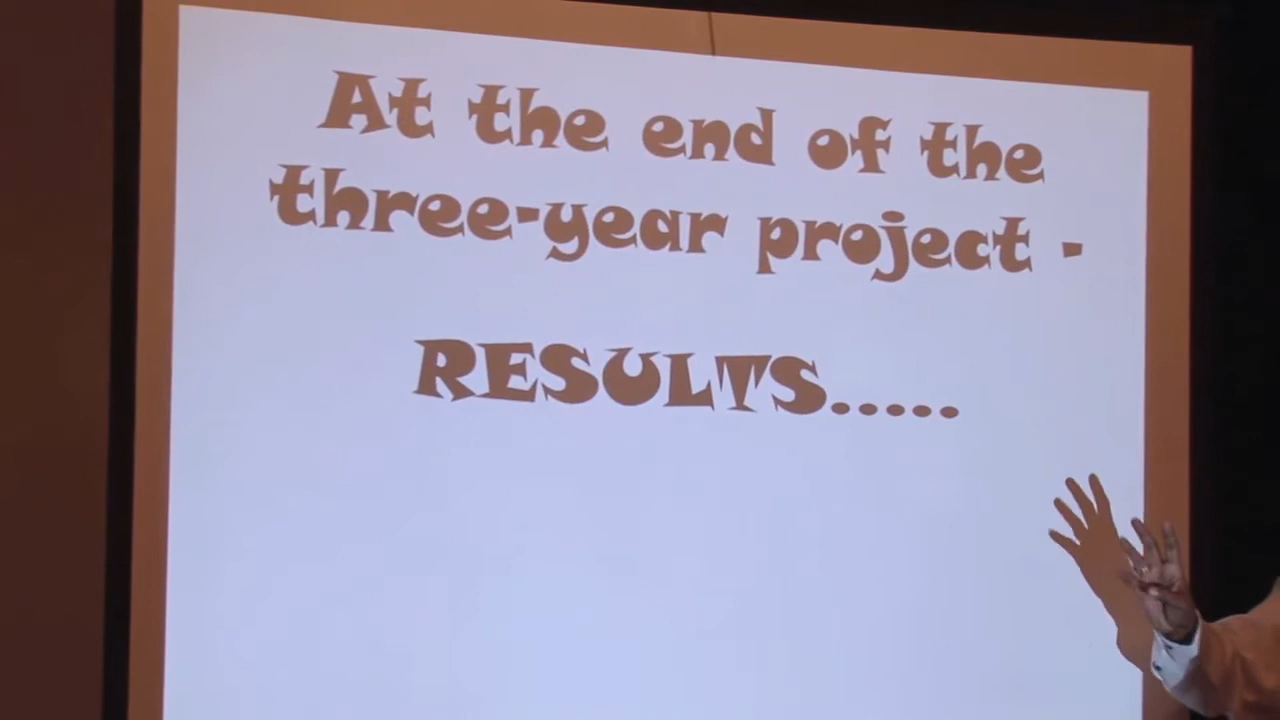 At the end of the
three-year project -
RESULTS.....